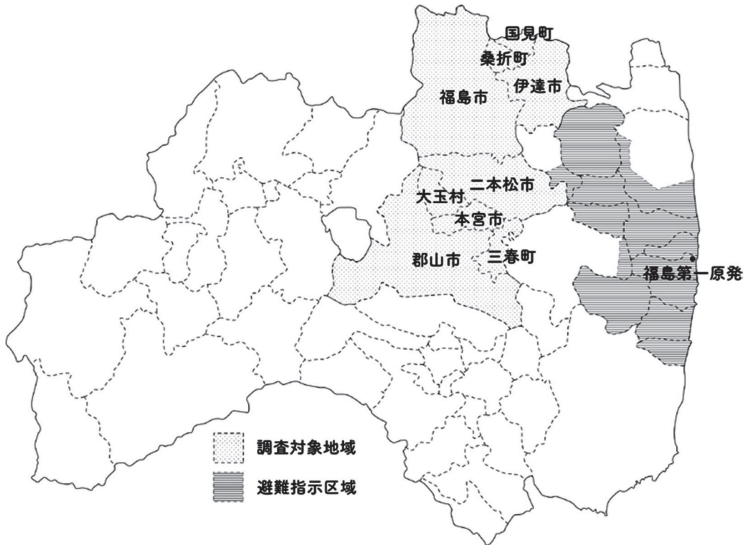 国見町
桑折町
伊達市
福島市
二本松市
大玉村
本宮市
三春町
郡山市
福島第一原発
調査対象地域
避難指示区域